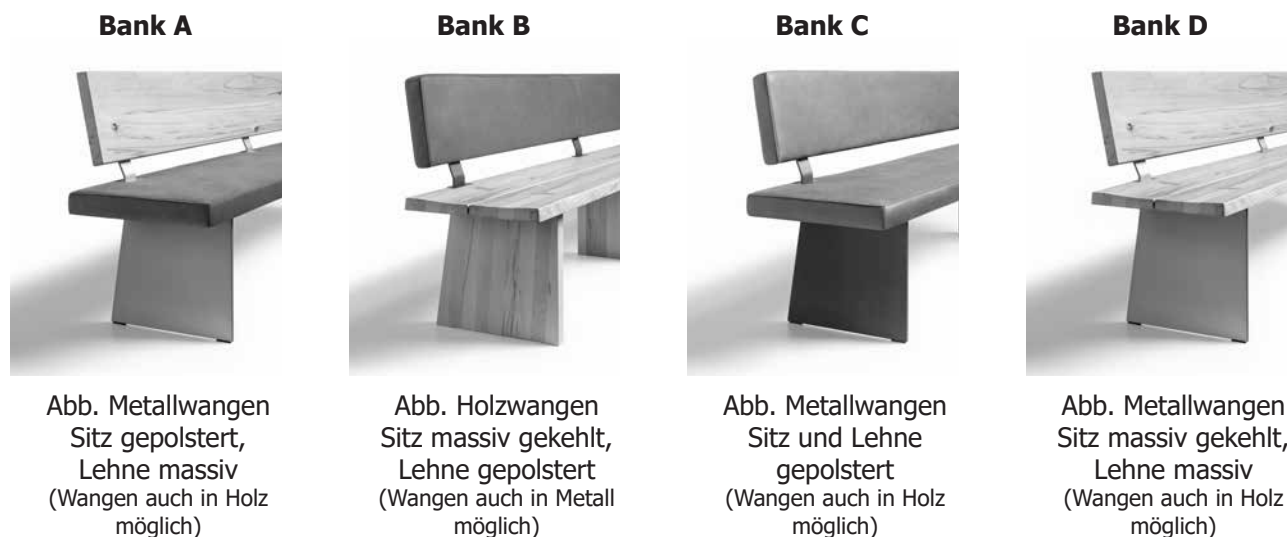 Bank A
Abb. Metallwangen
Sitz gepolstert,
Lehne massiv
(Wangen auch in Holz
möglich)
Bank B
Abb. Holzwangen
Sitz massiv gekehlt,
Lehne gepolstert
(Wangen auch in Metall
möglich)
Bank C
Abb. Metallwangen
Sitz und Lehne
gepolstert
(Wangen auch in Holz
möglich)
Bank D
Abb. Metallwangen
Sitz massiv gekehlt,
Lehne massiv
(Wangen auch in Holz
möglich)